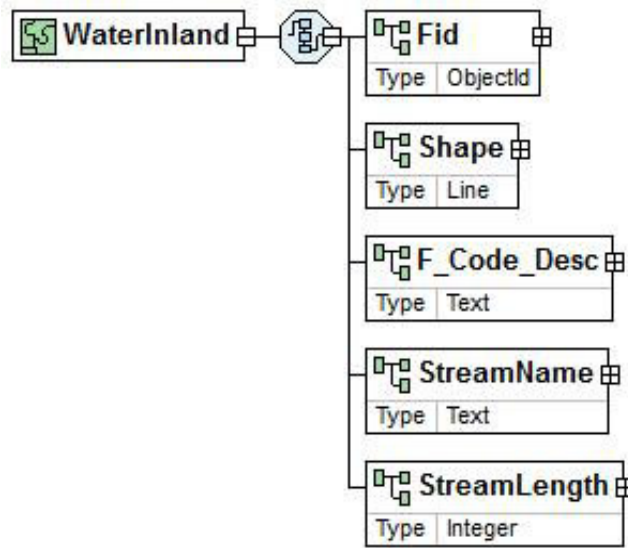 WaterInland
Fid
Type ObjectId
Shape
Type Line
F_Code_Desc
Type Text
StreamName
Type Text
StreamLength
Type Integer